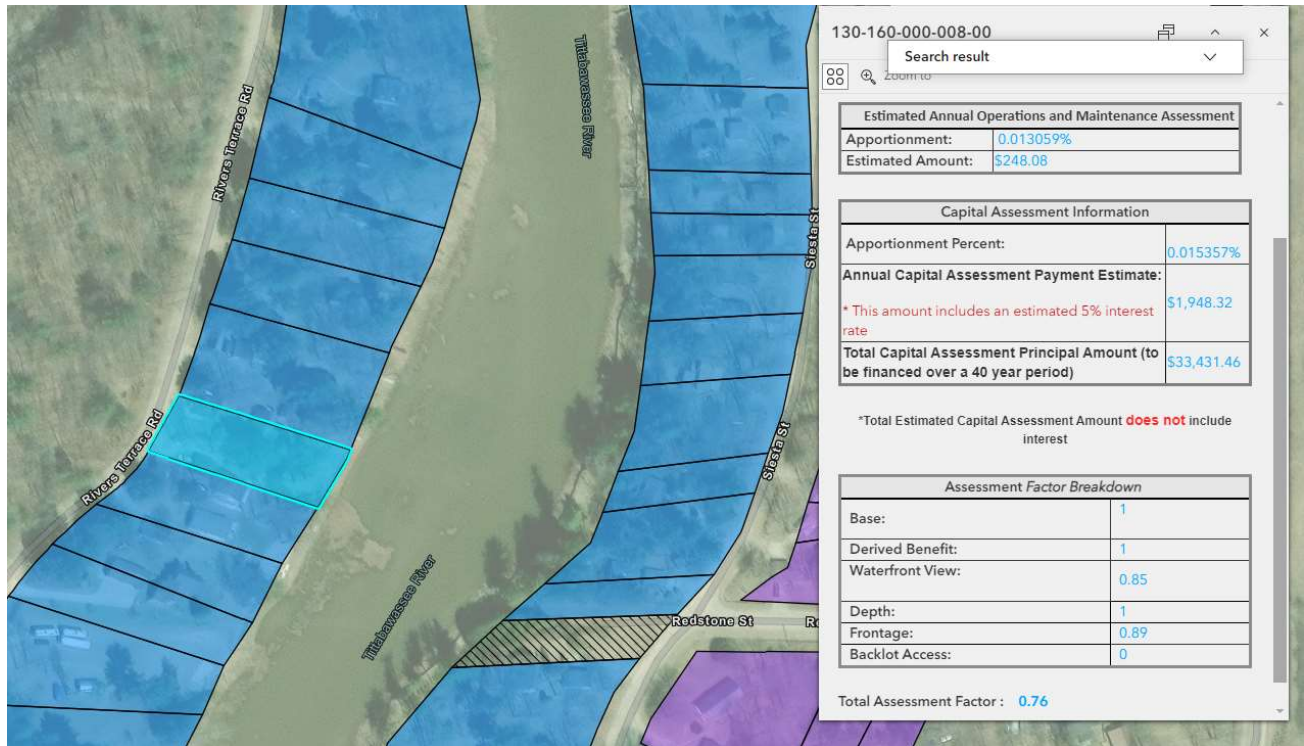 130-160-000-008-00
Search result
Zoom to
Estimated Annual Operations and Maintenance Assessment
Apportionment: 0.013059%
Estimated Amount: $248.08
Capital Assessment Information
Apportionment Percent: 0.015357%
Annual Capital Assessment Payment Estimate:
* This amount includes an estimated 5% interest
rate
$1,948.32
Total Capital Assessment Principal Amount (to
be financed over a 40 year period)
$33,431.46
*Total Estimated Capital Assessment Amount does not include
interest
Assessment Factor Breakdown
Base: 1
Derived Benefit: 1
Waterfront View: 0.85
Depth: 1
Frontage: 0.89
Backlot Access: 0
Total Assessment Factor : 0.76
Rivers Terrace Rd
Rivers Terrace Rd
Tittabawassee River
Tittabawassee River
Siesta St
Siesta St
Redstone St